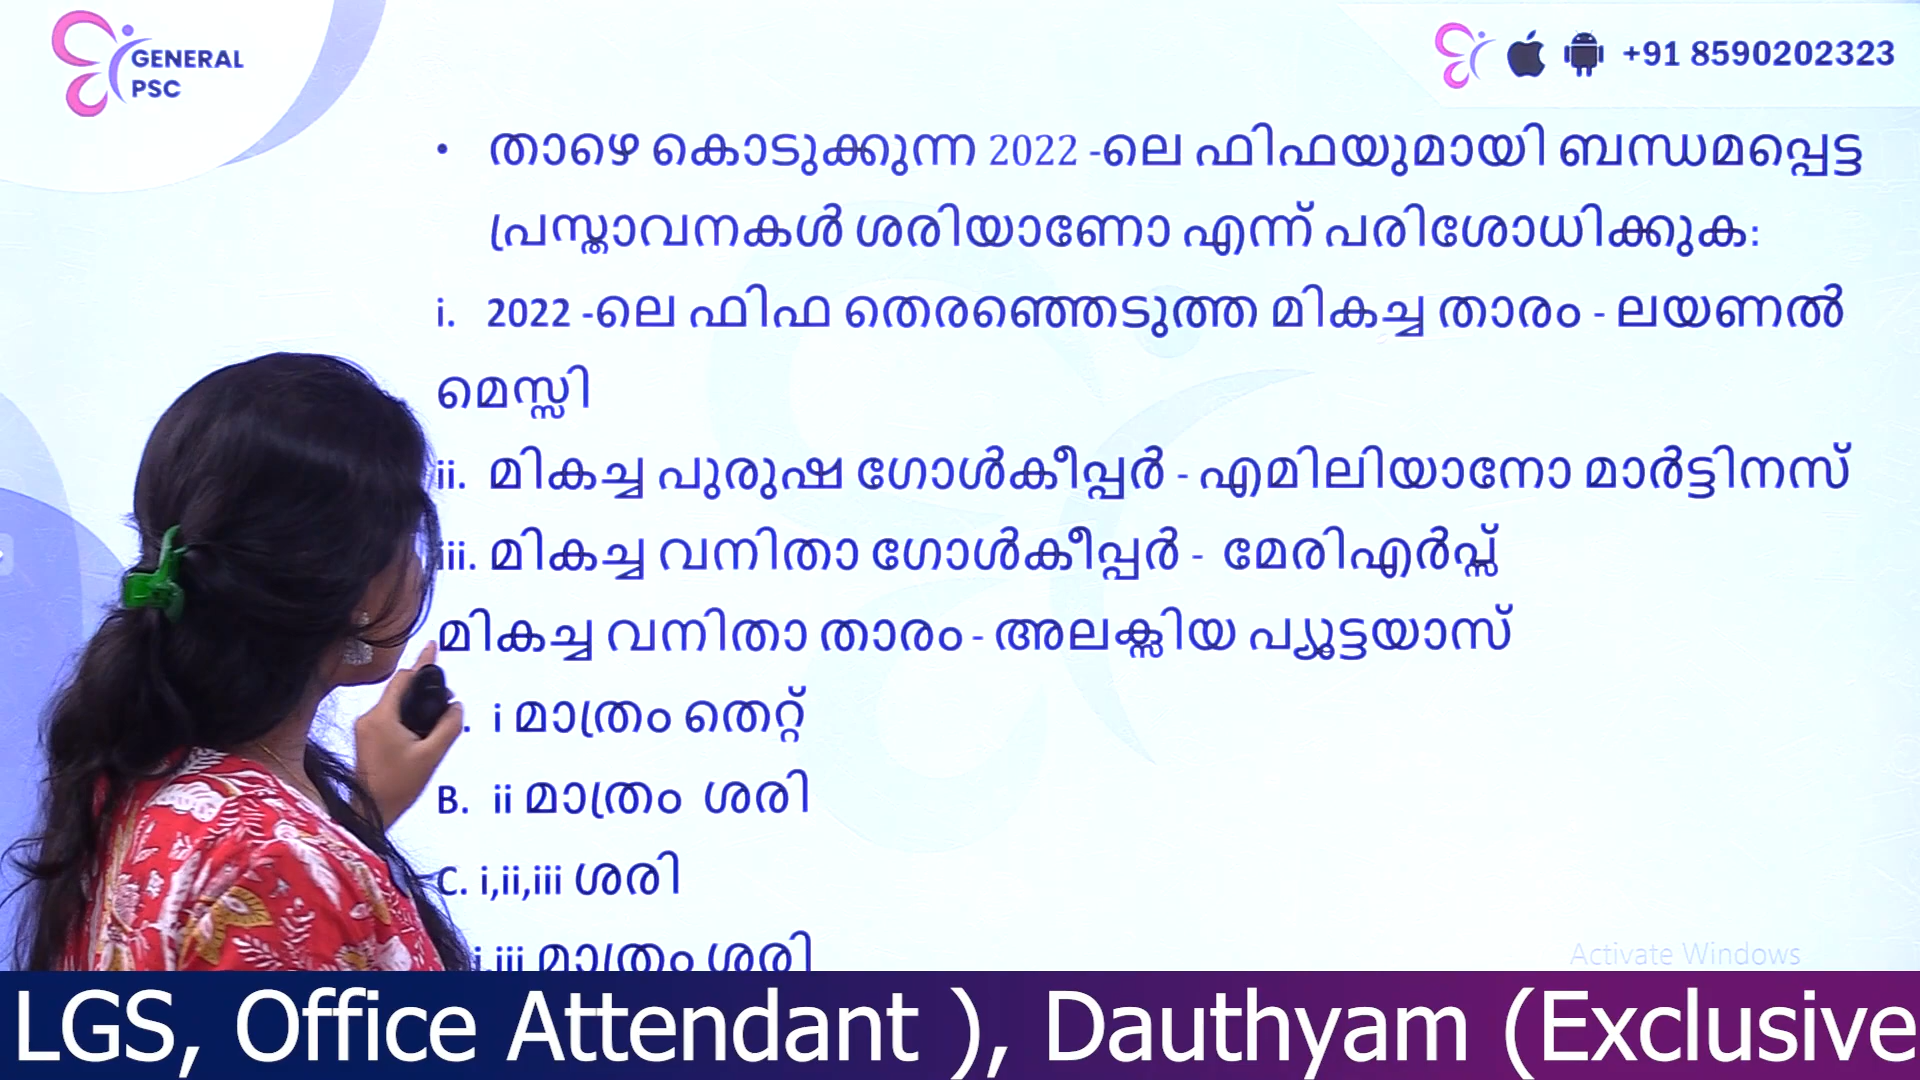 GENERAL
PSC
+91 8590202323
• താഴെ കൊടുക്കുന്ന 2022 -ലെ ഫിഫയുമായി ബന്ധമപ്പെട്ട
പ്രസ്താവനകൾ ശരിയാണോ എന്ന് പരിശോധിക്കുക:
i. 2022 -ലെ ഫിഫ തെരഞ്ഞെടുത്ത മികച്ച താരം - ലയണൽ
മെസ്സി
ii. മികച്ച പുരുഷ ഗോൾകീപ്പർ - എമിലിയാനോ മാർട്ടിനസ്
iii. മികച്ച വനിതാ ഗോൾകീപ്പർ - മേരിഎർപ്സ്
മികച്ച വനിതാ താരം - അലക്സിയ പ്യൂട്ടയാസ്
. i മാത്രം തെറ്റ്
B. ii മാത്രം ശരി
C. i,ii,iii ശരി
i,iii മാത്രം ശരി
Activate Windows
LGS, Office Attendant ), Dauthyam (Exclusive